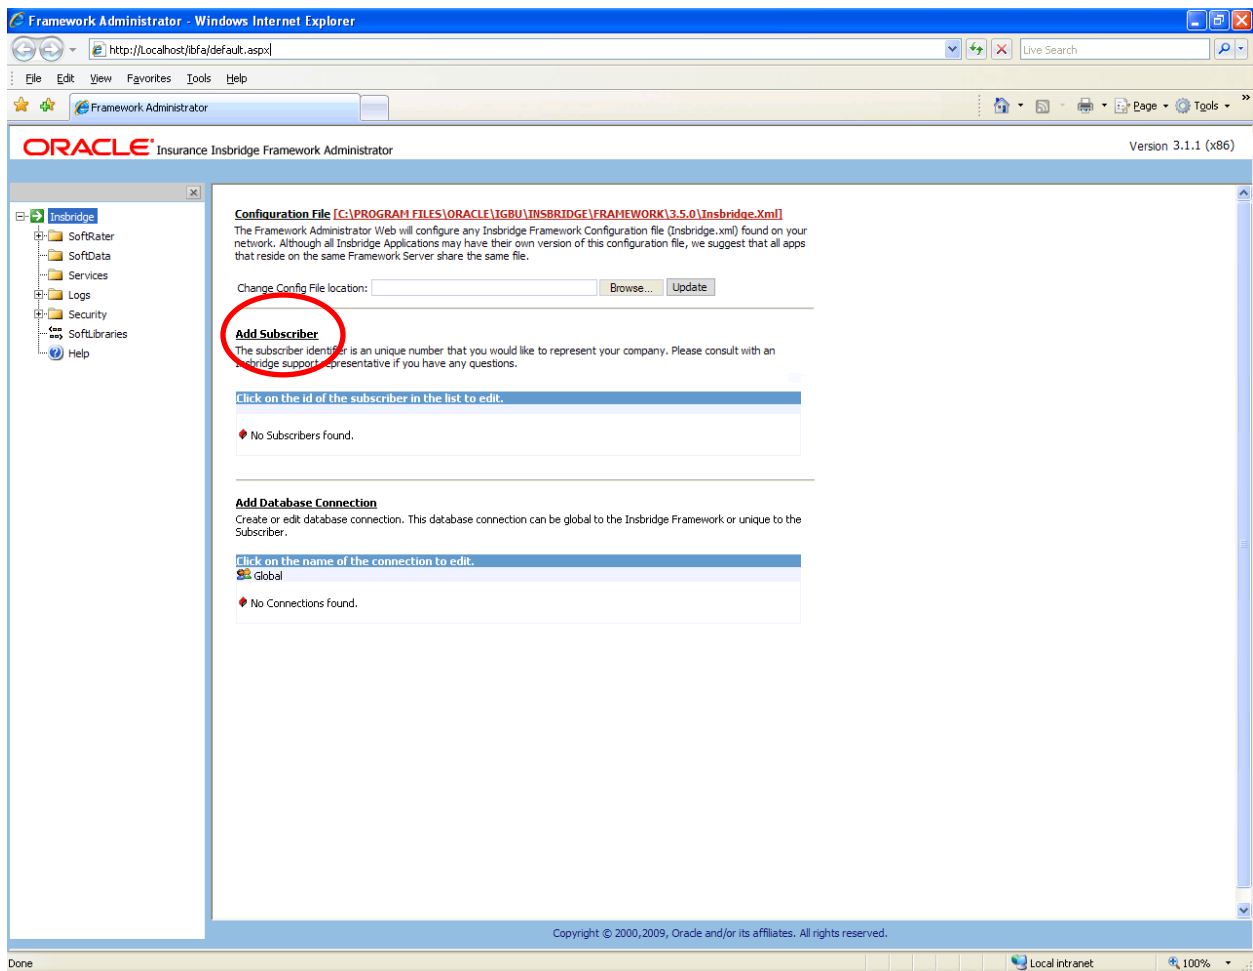 Framework Administrator - Windows Internet Explorer
http://Localhost/ibfa/default.aspx
Live Search
File Edit View Favorites Tools Help
Framework Administrator
Page Tools »
ORACLE Insurance Insbridge Framework Administrator
Version 3.1.1 (x86)
Insbridge
SoftRater
SoftData
Services
Logs
Security
SoftLibraries
Help
Configuration File [C:\PROGRAM FILES\ORACLE\IGBU\INSBRIDGE\FRAMEWORK\3.5.0\Insbridge.Xml]
The Framework Administrator Web will configure any Insbridge Framework Configuration file (Insbridge.xml) found on your
network. Although all Insbridge Applications may have their own version of this configuration file, we suggest that all apps
that reside on the same Framework Server share the same file.
Change Config File location: Browse... Update
Add Subscriber
The subscriber identifier is an unique number that you would like to represent your company. Please consult with an
Insbridge support representative if you have any questions.
Click on the id of the subscriber in the list to edit.
No Subscribers found.
Add Database Connection
Create or edit database connection. This database connection can be global to the Insbridge Framework or unique to the
Subscriber.
Click on the name of the connection to edit.
Global
No Connections found.
Copyright © 2000,2009, Oracle and/or its affiliates. All rights reserved.
Done
Local intranet
100%